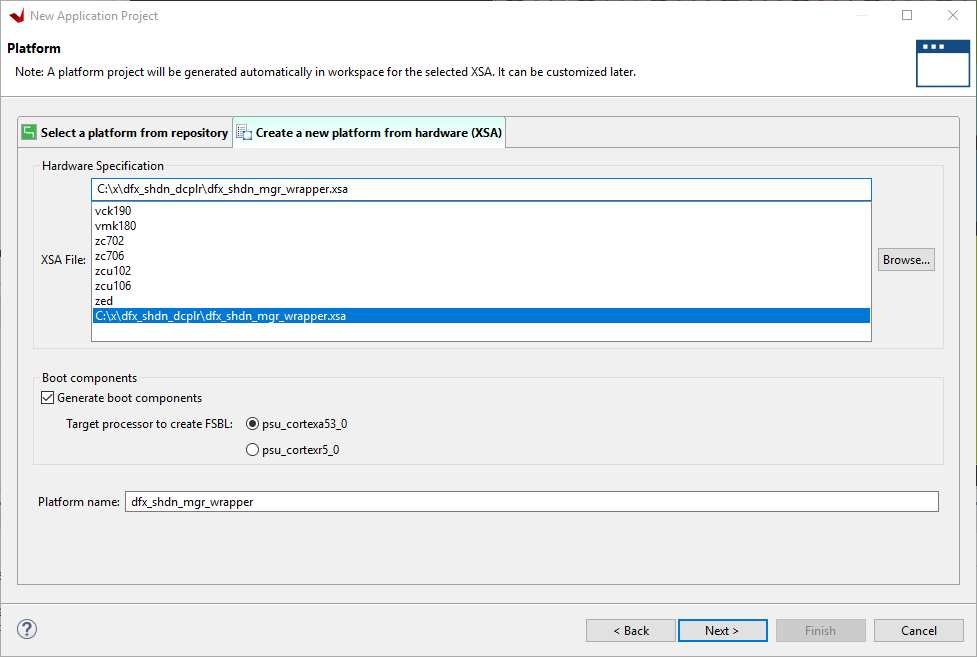 New Application Project
Platform
Note: A platform project will be generated automatically in workspace for the selected XSA. It can be customized later.
Select a platform from repository
Create a new platform from hardware (XSA)
Hardware Specification
C:\x\dfx_shdn_dcplr\dfx_shdn_mgr_wrapper.xsa
vck190
vmk180
zc702
zc706
zcu102
zcu106
zed
C:\x\dfx_shdn_dcplr\dfx_shdn_mgr_wrapper.xsa
XSA File:
Browse...
Boot components
Generate boot components
Target processor to create FSBL:
psu_cortexa53_0
psu_cortexr5_0
Platform name:
dfx_shdn_mgr_wrapper
?
< Back
Next >
Finish
Cancel